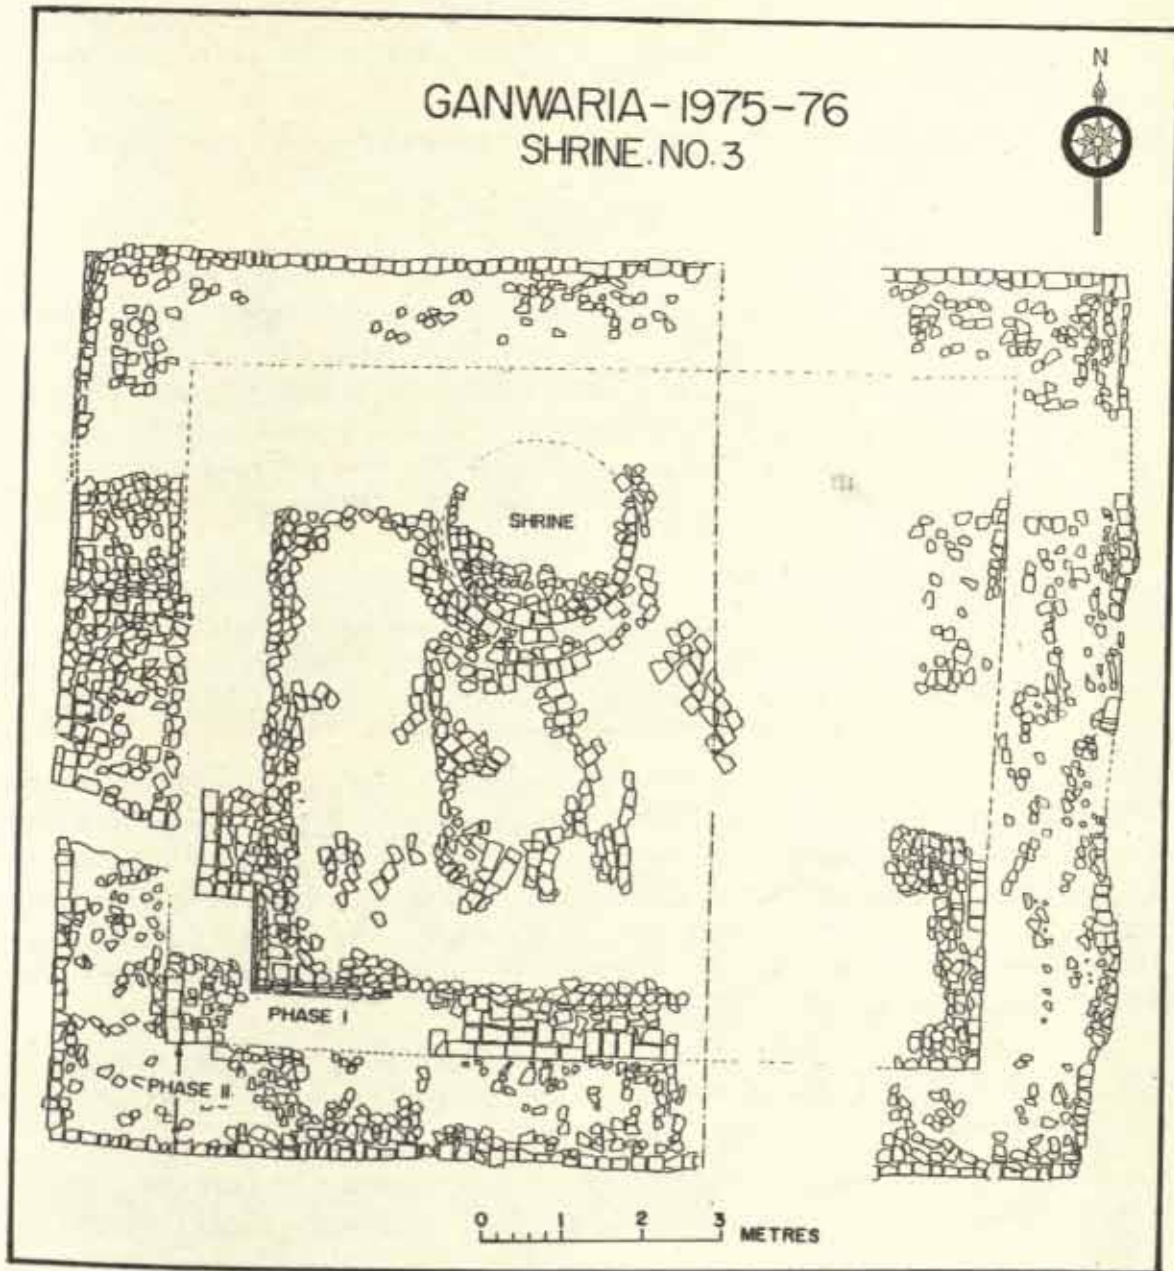 N
GANWARIA-1975-76
SHRINE.NO.3
SHRINE
PHASE I
PHASE II
0 1 2 3 METRES